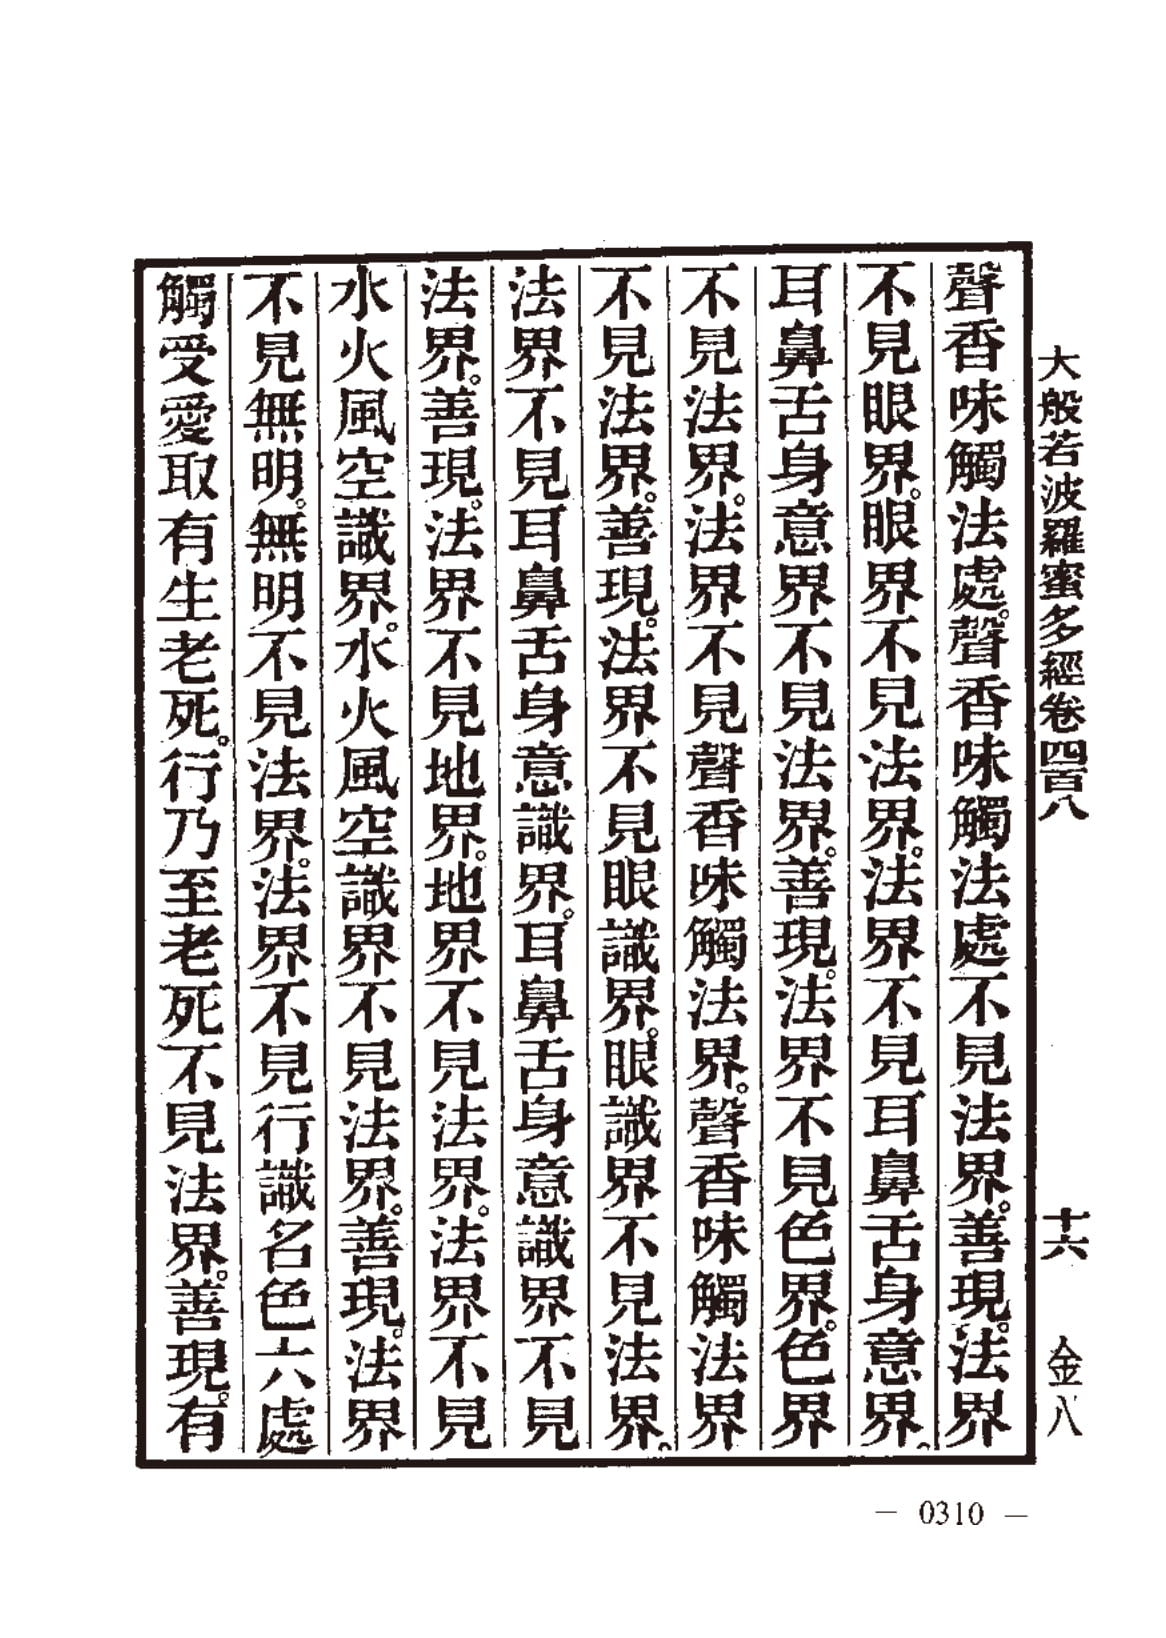 大般若波羅蜜多經卷四百八 十六 金八
聲香味觸法處。聲香味觸法處不見法界。善現。法界
不見眼界。眼界不見法界。法界不見耳鼻舌身意界。
耳鼻舌身意界不見法界。善現。法界不見色界。色界
不見法界。法界不見聲香味觸法界。聲香味觸法界
不見法界。善現。法界不見眼識界。眼識界不見法界。
法界不見耳鼻舌身意識界。耳鼻舌身意識界不見
法界。善現。法界不見地界。地界不見法界。法界不見
水火風空識界。水火風空識界不見法界。善現。法界
不見無明。無明不見法界。法界不見行識名色六處
觸受愛取有生老死。行乃至老死不見法界。善現。有
— 0310 —